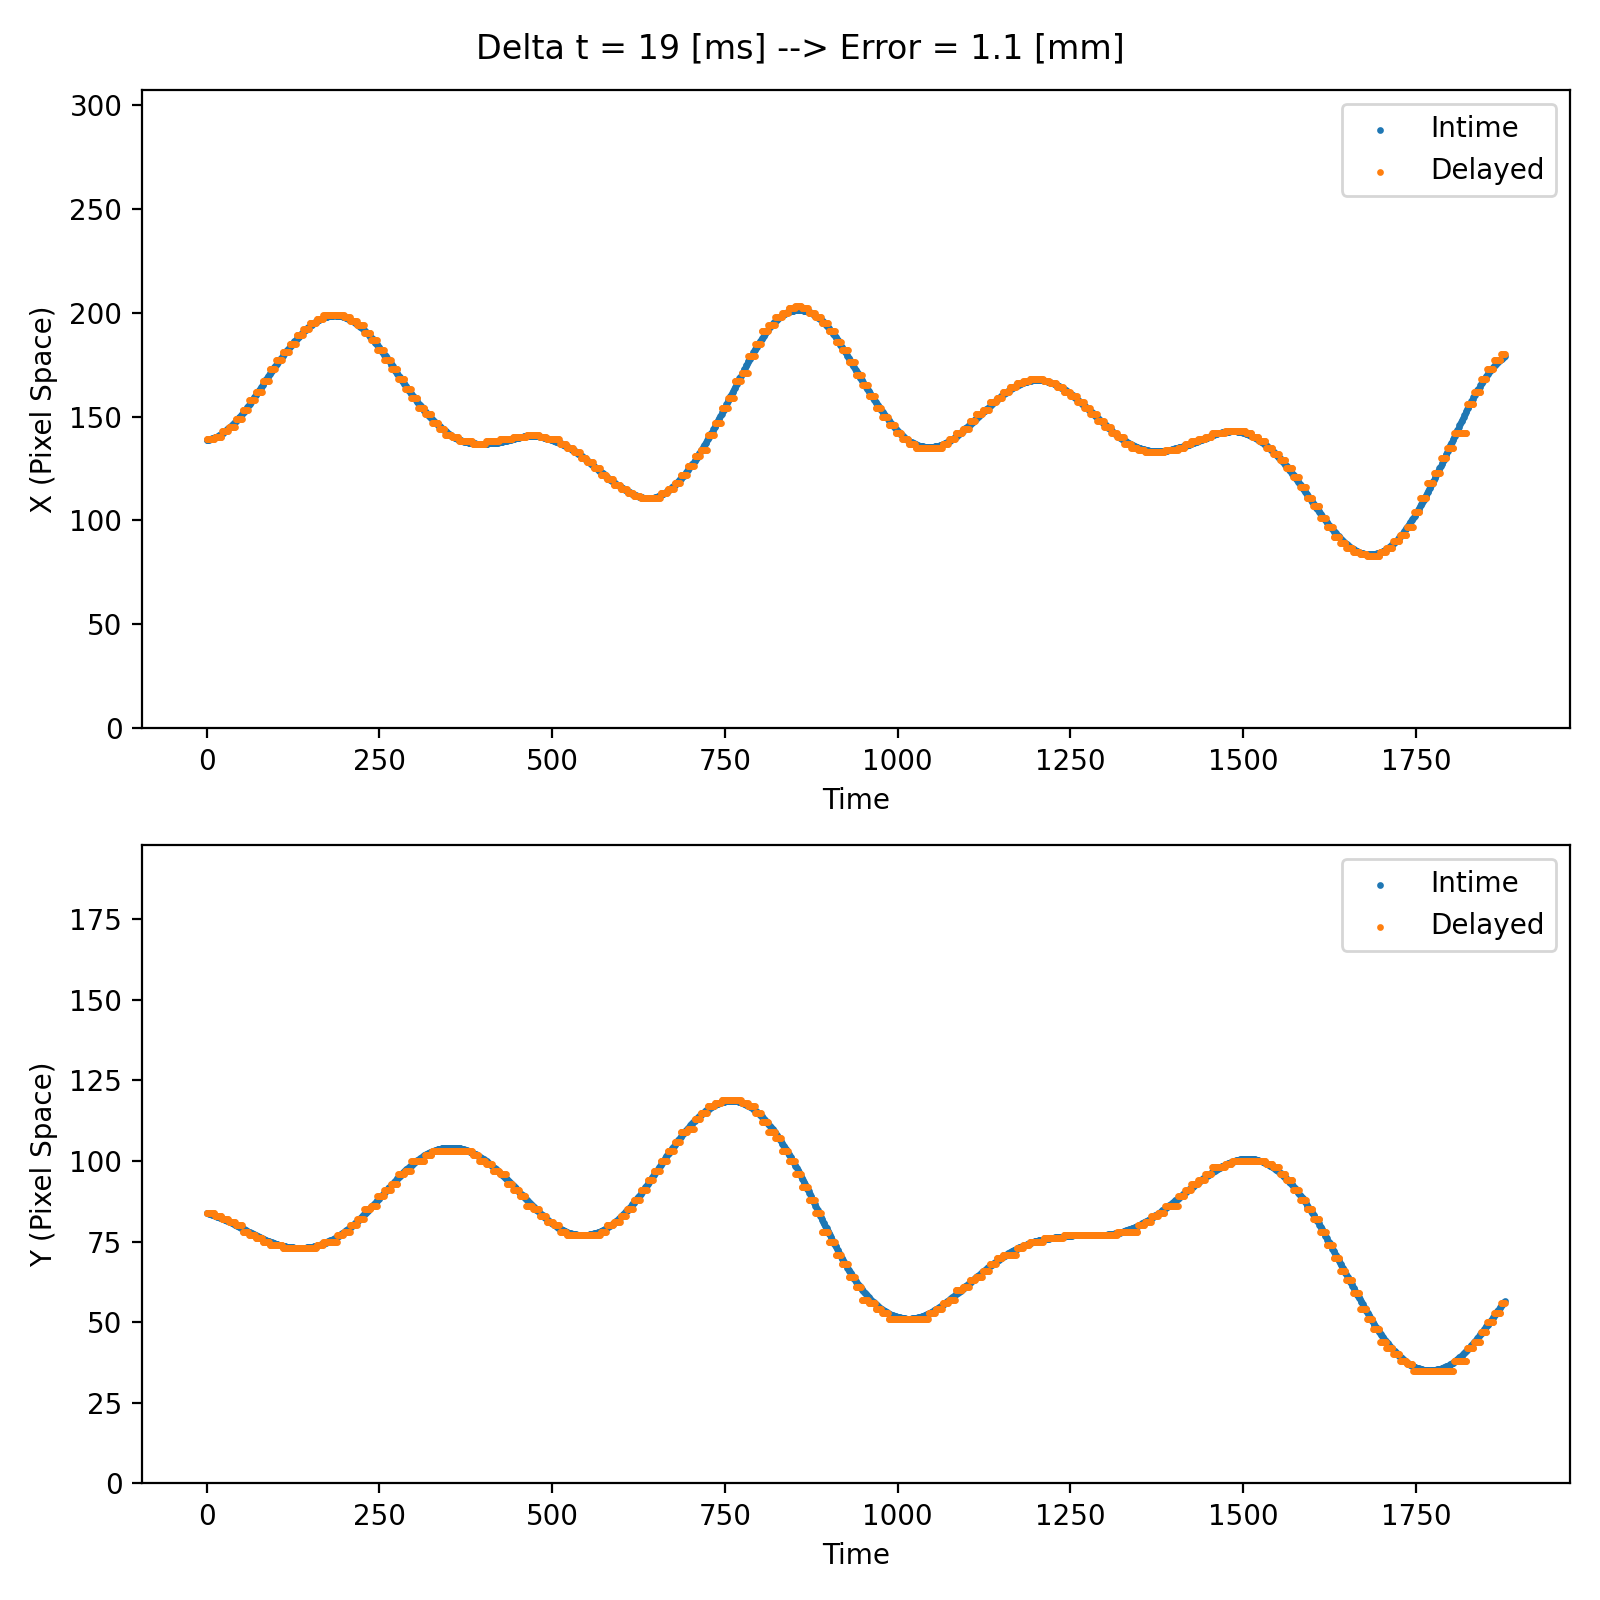 Delta t = 19 [ms] --> Error = 1.1 [mm]
300
250
200
150
100
50
0
X (Pixel Space)
Intime
Delayed
0 250 500 750 1000 1250 1500 1750
Time
175
150
125
100
75
50
25
0
Y (Pixel Space)
Intime
Delayed
0 250 500 750 1000 1250 1500 1750
Time